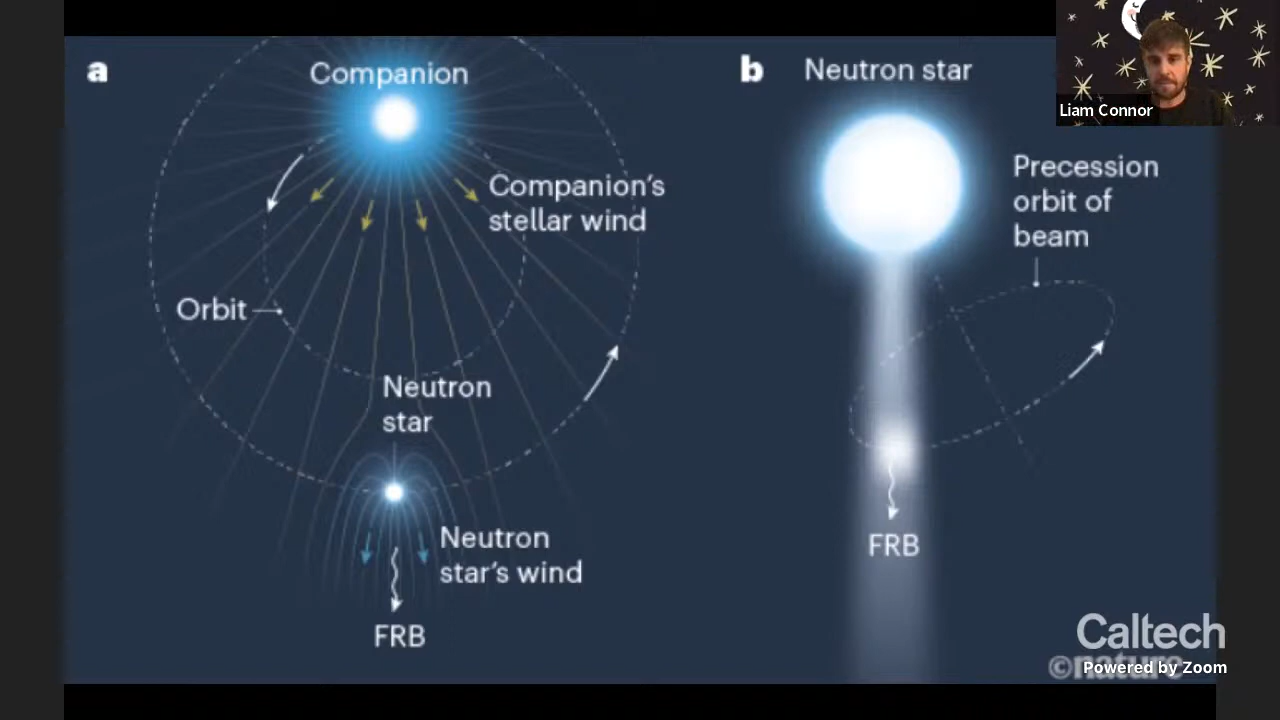 a
Companion
Companion's
stellar wind
Orbit
Neutron
star
Neutron
star's wind
FRB
b
Neutron star
Precession
orbit of
beam
FRB
Liam Connor
Caltech
©nature
Powered by Zoom